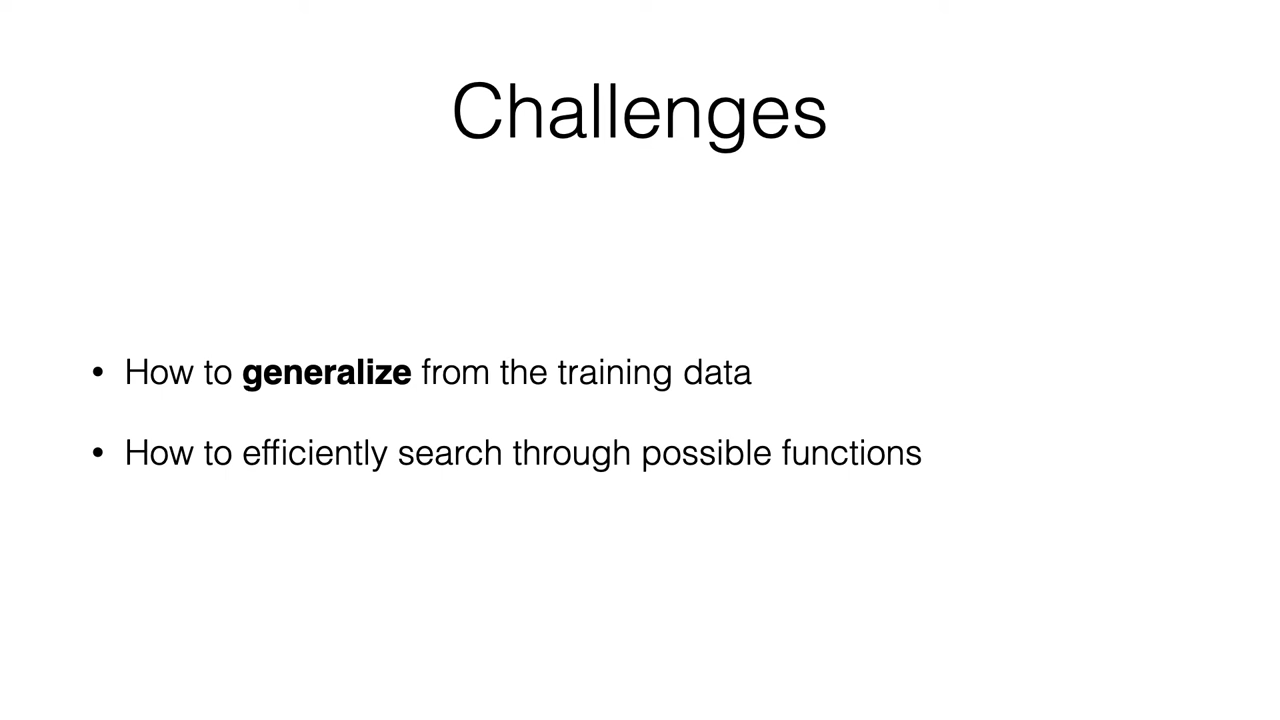 Challenges
• How to generalize from the training data
• How to efficiently search through possible functions